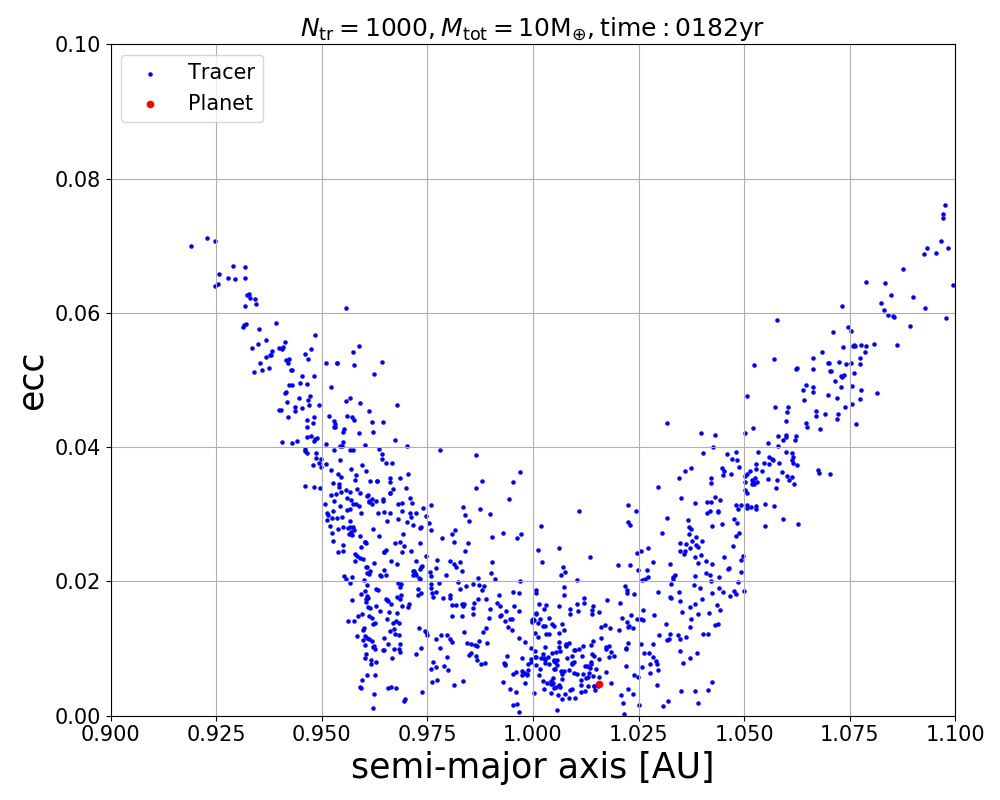 N_tr = 1000, M_tot = 10M_⊕, time : 0182yr
Tracer
Planet
ecc
0.10
0.08
0.06
0.04
0.02
0.00
0.900 0.925 0.950 0.975 1.000 1.025 1.050 1.075 1.100
semi-major axis [AU]